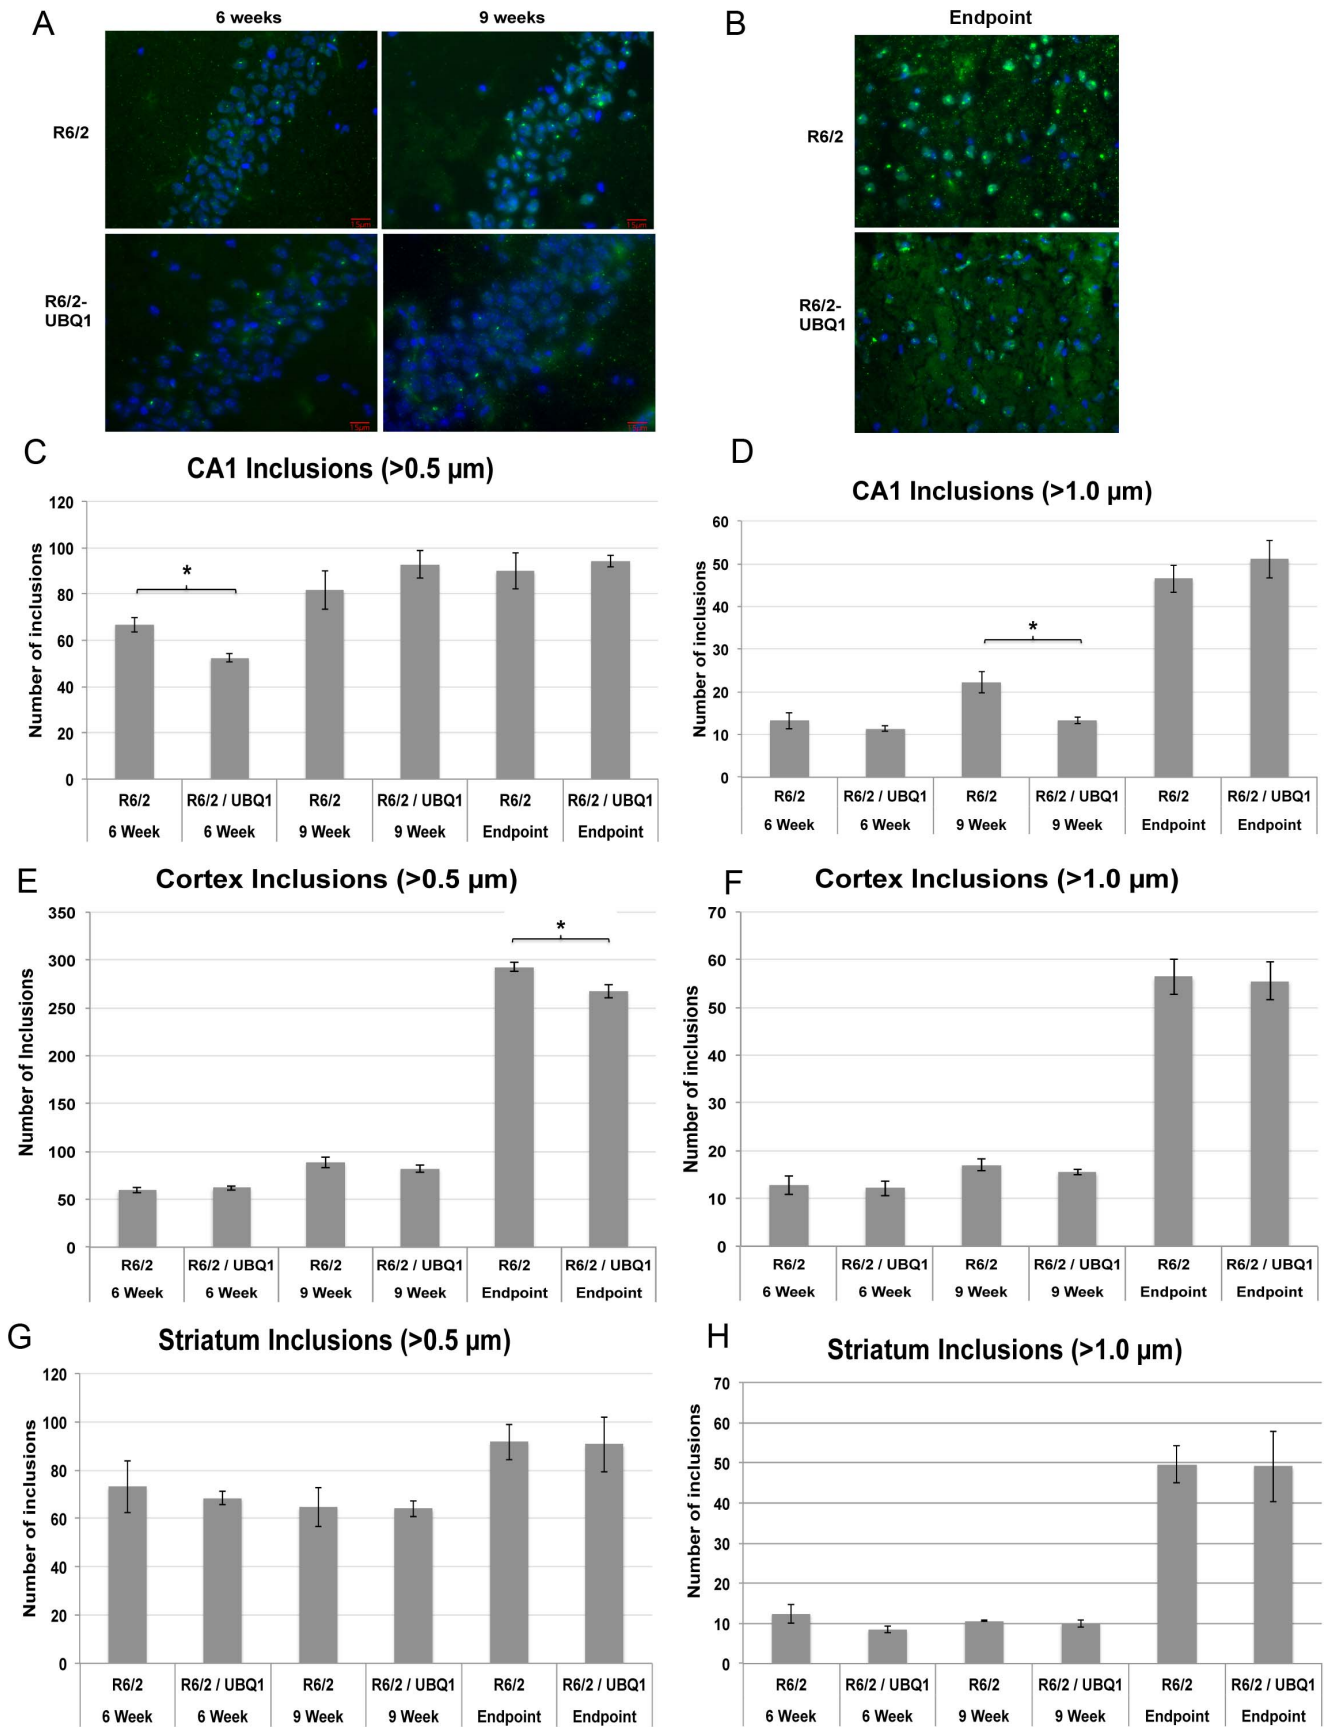 A
6 weeks
9 weeks
B
Endpoint
R6/2
R6/2
R6/2-
UBQ1
R6/2-
UBQ1
15µm
15µm
15µm
15µm
C
CA1 Inclusions (>0.5 µm)
Number of inclusions
120
100
80
60
40
20
0
*
R6/2
R6/2 / UBQ1
R6/2
R6/2 / UBQ1
R6/2
R6/2 / UBQ1
6 Week
6 Week
9 Week
9 Week
Endpoint
Endpoint
D
CA1 Inclusions (>1.0 µm)
Number of inclusions
60
50
40
30
20
10
0
*
R6/2
R6/2 / UBQ1
R6/2
R6/2 / UBQ1
R6/2
R6/2 / UBQ1
6 Week
6 Week
9 Week
9 Week
Endpoint
Endpoint
E
Cortex Inclusions (>0.5 µm)
Number of Inclusions
350
300
250
200
150
100
50
0
*
R6/2
R6/2 / UBQ1
R6/2
R6/2 / UBQ1
R6/2
R6/2 / UBQ1
6 Week
6 Week
9 Week
9 Week
Endpoint
Endpoint
F
Cortex Inclusions (>1.0 µm)
Number of inclusions
70
60
50
40
30
20
10
0
R6/2
R6/2 / UBQ1
R6/2
R6/2 / UBQ1
R6/2
R6/2 / UBQ1
6 Week
6 Week
9 Week
9 Week
Endpoint
Endpoint
G
Striatum Inclusions (>0.5 µm)
Number of inclusions
120
100
80
60
40
20
0
R6/2
R6/2 / UBQ1
R6/2
R6/2 / UBQ1
R6/2
R6/2 / UBQ1
6 Week
6 Week
9 Week
9 Week
Endpoint
Endpoint
H
Striatum Inclusions (>1.0 µm)
Number of inclusions
70
60
50
40
30
20
10
0
R6/2
R6/2 / UBQ1
R6/2
R6/2 / UBQ1
R6/2
R6/2 / UBQ1
6 Week
6 Week
9 Week
9 Week
Endpoint
Endpoint